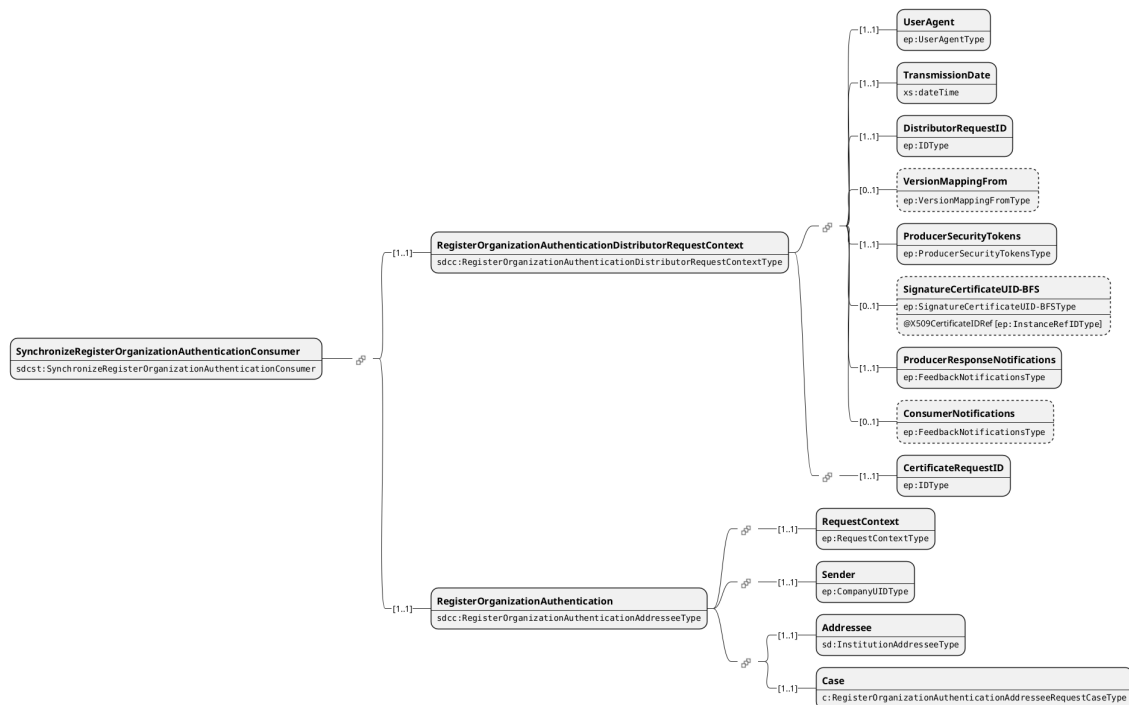 [1..1]
UserAgent
ep:UserAgentType
[1..1]
TransmissionDate
xs:dateTime
[1..1]
DistributorRequestID
ep:IDType
[0..1]
VersionMappingFrom
ep:VersionMappingFromType
[1..1]
ProducerSecurityTokens
ep:ProducerSecurityTokensType
[1..1]
RegisterOrganizationAuthenticationDistributorRequestContext
sdcc:RegisterOrganizationAuthenticationDistributorRequestContextType
[0..1]
SignatureCertificateUID-BFS
ep:SignatureCertificateUID-BFSType
@X509CertificateIDRef [ep:InstanceRefIDType]
SynchronizeRegisterOrganizationAuthenticationConsumer
sdcst:SynchronizeRegisterOrganizationAuthenticationConsumer
[1..1]
ProducerResponseNotifications
ep:FeedbackNotificationsType
[0..1]
ConsumerNotifications
ep:FeedbackNotificationsType
[1..1]
CertificateRequestID
ep:IDType
[1..1]
RequestContext
ep:RequestContextType
[1..1]
Sender
ep:CompanyUIDType
[1..1]
RegisterOrganizationAuthentication
sdcc:RegisterOrganizationAuthenticationAddresseeType
[1..1]
Addressee
sd:InstitutionAddresseeType
[1..1]
Case
c:RegisterOrganizationAuthenticationAddresseeRequestCaseType